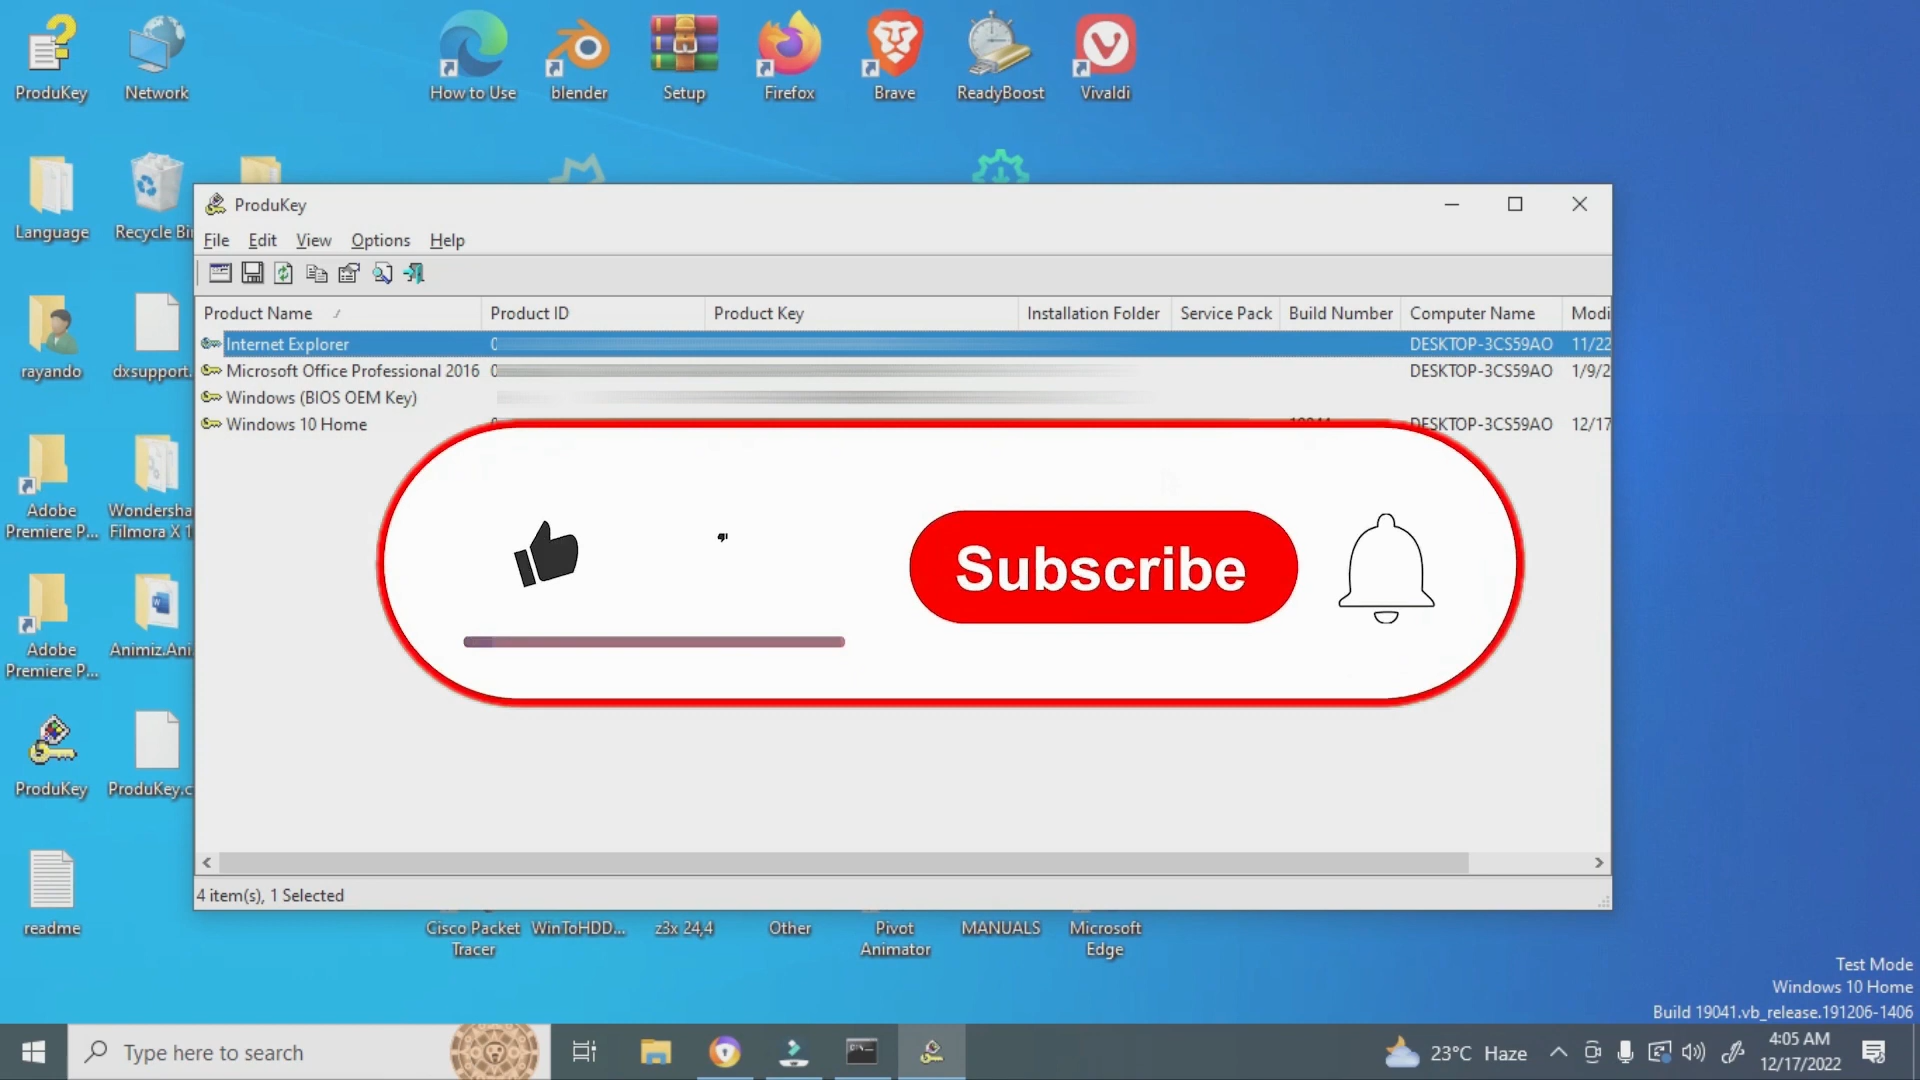 ProduKey
Network
How to Use
blender
Setup
Firefox
Brave
ReadyBoost
Vivaldi
Language
Recycle Bi
rayando
dxsupport.
Adobe
Premiere P...
Wondersha
Filmora X 1
Adobe
Premiere P...
Animiz.Ani
ProduKey
ProduKey.c
readme
ProduKey
File Edit View Options Help
Product Name Product ID Product Key Installation Folder Service Pack Build Number Computer Name Modi
Internet Explorer 0 DESKTOP-3CS59AO 11/22
Microsoft Office Professional 2016 0 DESKTOP-3CS59AO 1/9/2
Windows (BIOS OEM Key)
Windows 10 Home DESKTOP-3CS59AO 12/17
Subscribe
4 item(s), 1 Selected
Cisco Packet
Tracer
WinToHDD...
z3x 24,4
Other
Pivot
Animator
MANUALS
Microsoft
Edge
Test Mode
Windows 10 Home
Build 19041.vb_release.191206-1406
Type here to search
23°C Haze
4:05 AM
12/17/2022